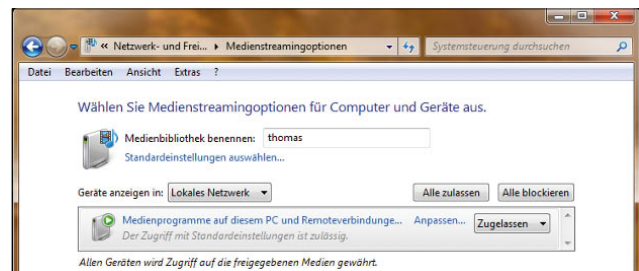 « Netzwerk- und Frei... ▸ Medienstreamingoptionen
Systemsteuerung durchsuchen
Datei Bearbeiten Ansicht Extras ?
Wählen Sie Medienstreamingoptionen für Computer und Geräte aus.
Medienbibliothek benennen: thomas
Standardeinstellungen auswählen...
Geräte anzeigen in: Lokales Netzwerk
Alle zulassen
Alle blockieren
Medienprogramme auf diesem PC und Remoteverbindunge... Anpassen... Zugelassen
Der Zugriff mit Standardeinstellungen ist zulässig.
Allen Geräten wird Zugriff auf die freigegebenen Medien gewährt.